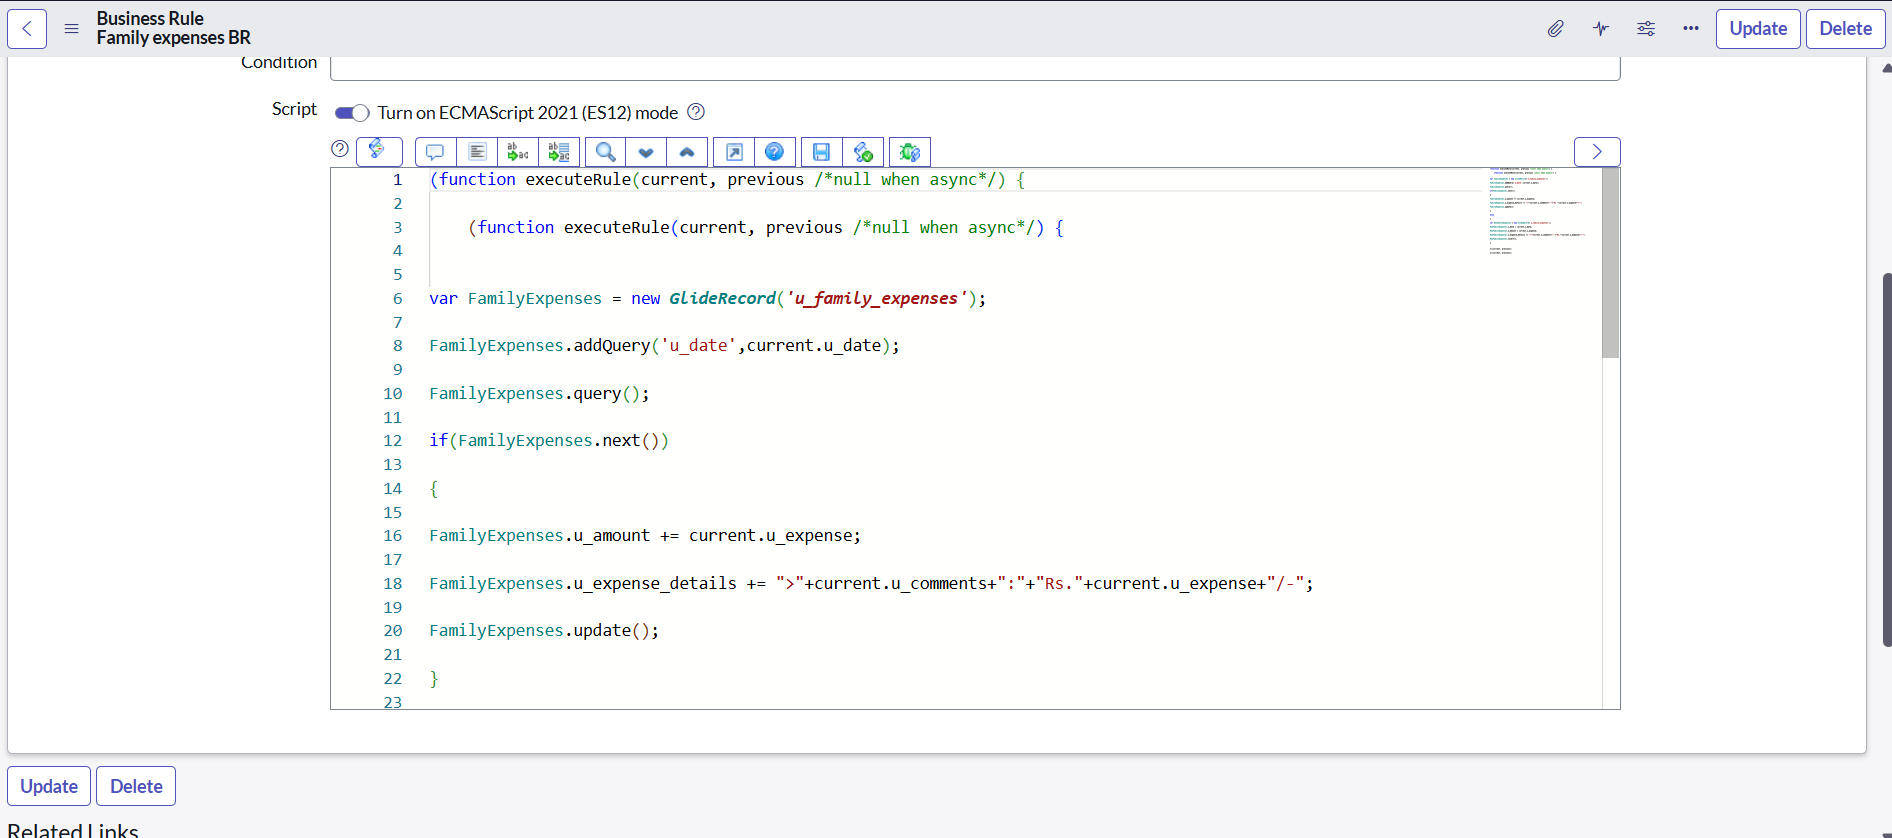 Business Rule
Family expenses BR
Update
Delete
Condition
Script
Turn on ECMAScript 2021 (ES12) mode
1 (function executeRule(current, previous /*null when async*/) {
2
3 (function executeRule(current, previous /*null when async*/) {
4
5
6 var FamilyExpenses = new GlideRecord('u_family_expenses');
7
8 FamilyExpenses.addQuery('u_date',current.u_date);
9
10 FamilyExpenses.query();
11
12 if(FamilyExpenses.next())
13
14 {
15
16 FamilyExpenses.u_amount += current.u_expense;
17
18 FamilyExpenses.u_expense_details += ">"+current.u_comments+":"+"Rs."+current.u_expense+"/-";
19
20 FamilyExpenses.update();
21
22 }
23
Update
Delete
Related Links